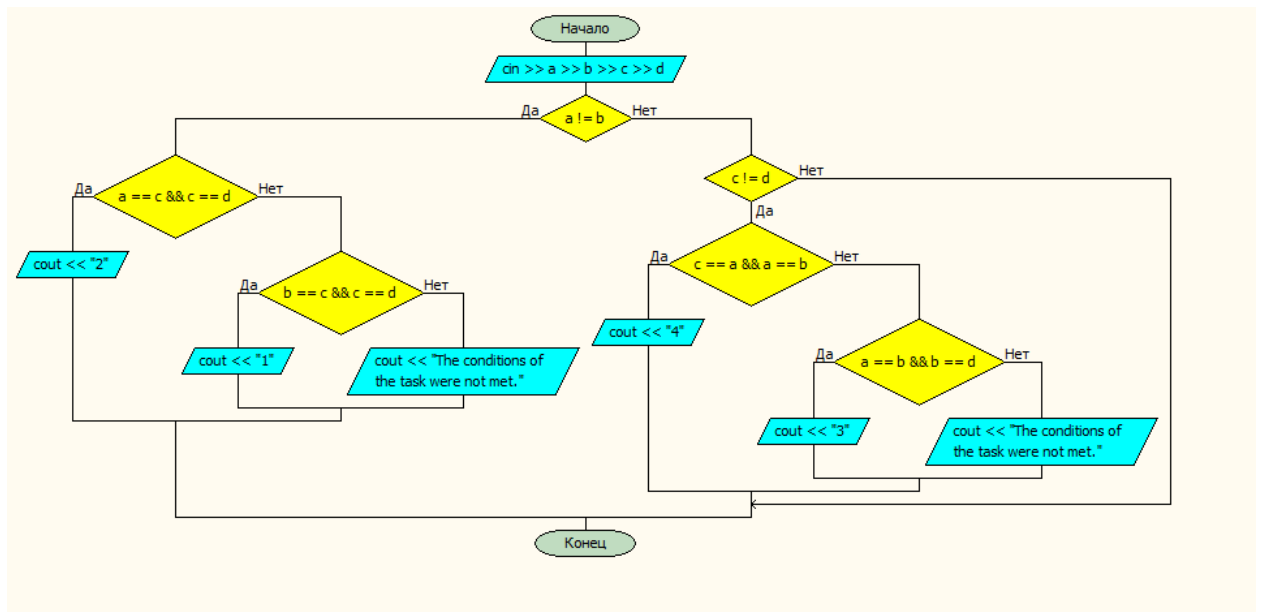 Начало
cin >> a >> b >> c >> d
Да
a != b
Нет
Да
a == c && c == d
Нет
cout << "2"
Да
b == c && c == d
Нет
cout << "1"
cout << "The conditions of
the task were not met."
c != d
Нет
Да
Да
c == a && a == b
Нет
cout << "4"
Да
a == b && b == d
Нет
cout << "3"
cout << "The conditions of
the task were not met."
Конец